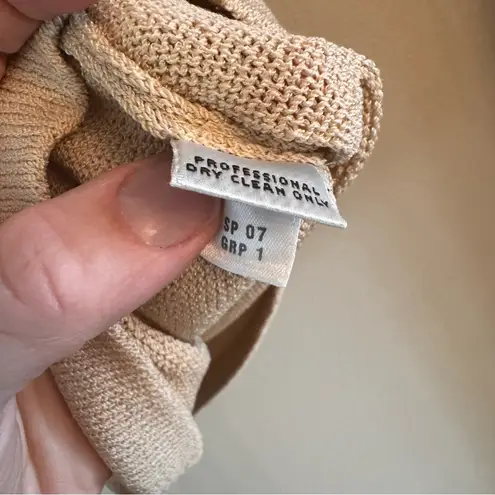 PROFESSIONAL
DRY CLEAN ONLY
SP 07
GRP 1